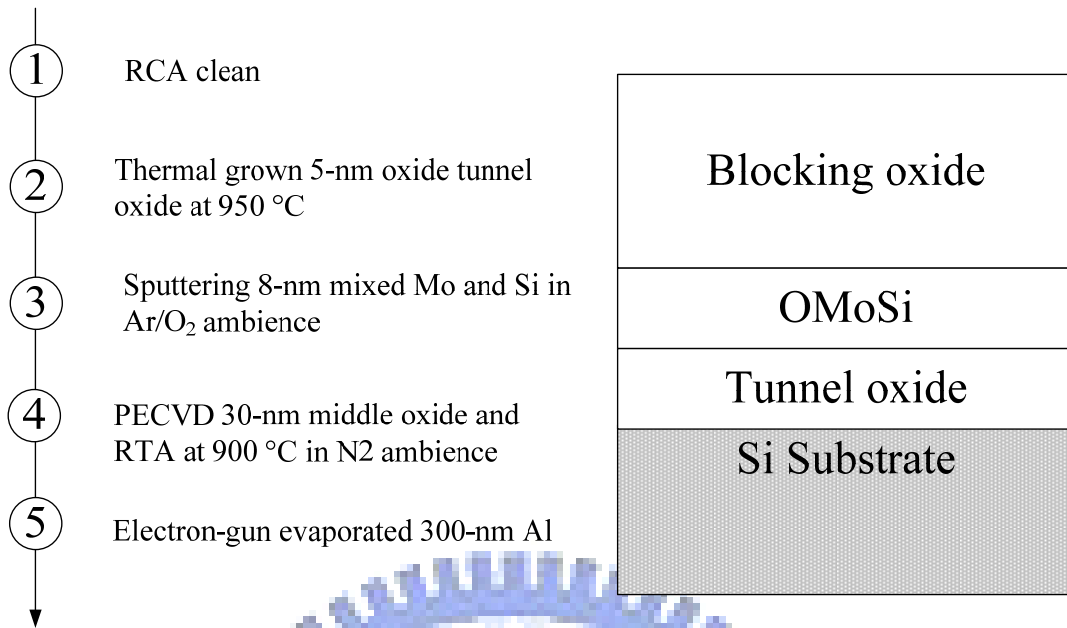 1
RCA clean
2
Thermal grown 5-nm oxide tunnel
oxide at 950 °C
3
Sputtering 8-nm mixed Mo and Si in
Ar/O₂ ambience
4
PECVD 30-nm middle oxide and
RTA at 900 °C in N2 ambience
5
Electron-gun evaporated 300-nm Al
Blocking oxide
OMoSi
Tunnel oxide
Si Substrate